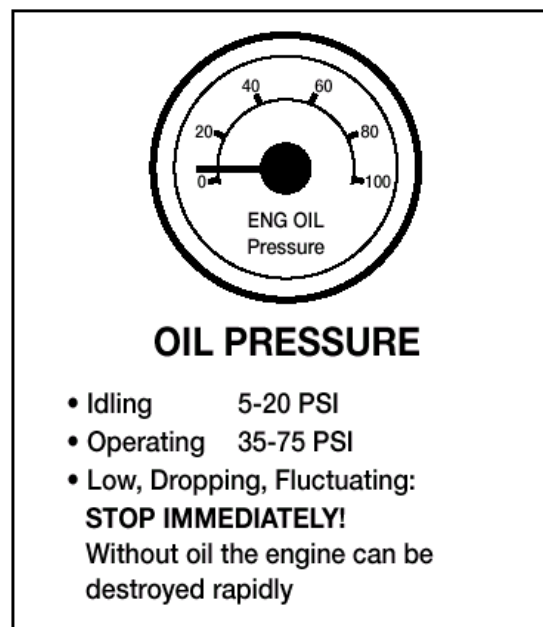 40 60
20 80
0 100
ENG OIL
Pressure
OIL PRESSURE
• Idling 5-20 PSI
• Operating 35-75 PSI
• Low, Dropping, Fluctuating:
STOP IMMEDIATELY!
Without oil the engine can be
destroyed rapidly